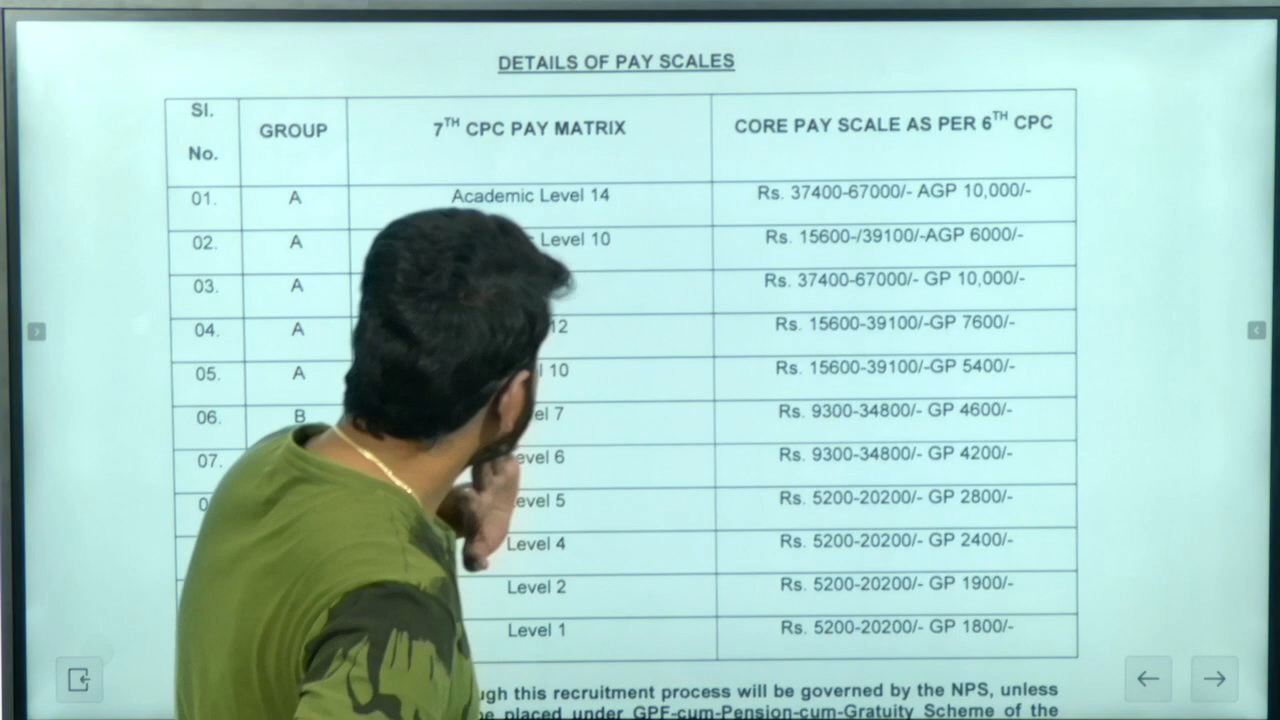 DETAILS OF PAY SCALES
Sl. No. GROUP 7TH CPC PAY MATRIX CORE PAY SCALE AS PER 6TH CPC
01. A Academic Level 14 Rs. 37400-67000/- AGP 10,000/-
02. A Level 10 Rs. 15600-/39100/-AGP 6000/-
03. A Rs. 37400-67000/- GP 10,000/-
04. A 12 Rs. 15600-39100/-GP 7600/-
05. A 10 Rs. 15600-39100/-GP 5400/-
06. B 7 Rs. 9300-34800/- GP 4600/-
07. 6 Rs. 9300-34800/- GP 4200/-
5 Rs. 5200-20200/- GP 2800/-
Level 4 Rs. 5200-20200/- GP 2400/-
Level 2 Rs. 5200-20200/- GP 1900/-
Level 1 Rs. 5200-20200/- GP 1800/-
this recruitment process will be governed by the NPS, unless
placed under GPF-cum-Pension-cum-Gratuity Scheme of the